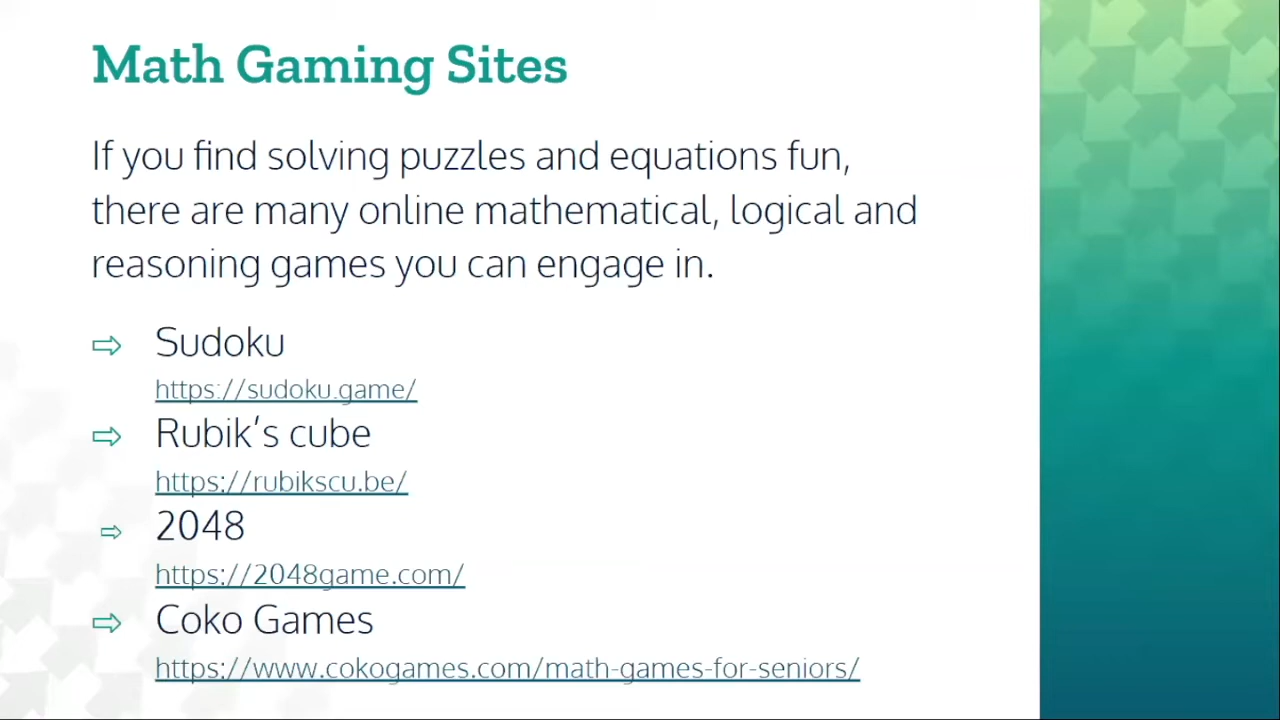 Math Gaming Sites
If you find solving puzzles and equations fun,
there are many online mathematical, logical and
reasoning games you can engage in.
⇨ Sudoku
https://sudoku.game/
⇨ Rubik’s cube
https://rubikscu.be/
⇨ 2048
https://2048game.com/
⇨ Coko Games
https://www.cokogames.com/math-games-for-seniors/